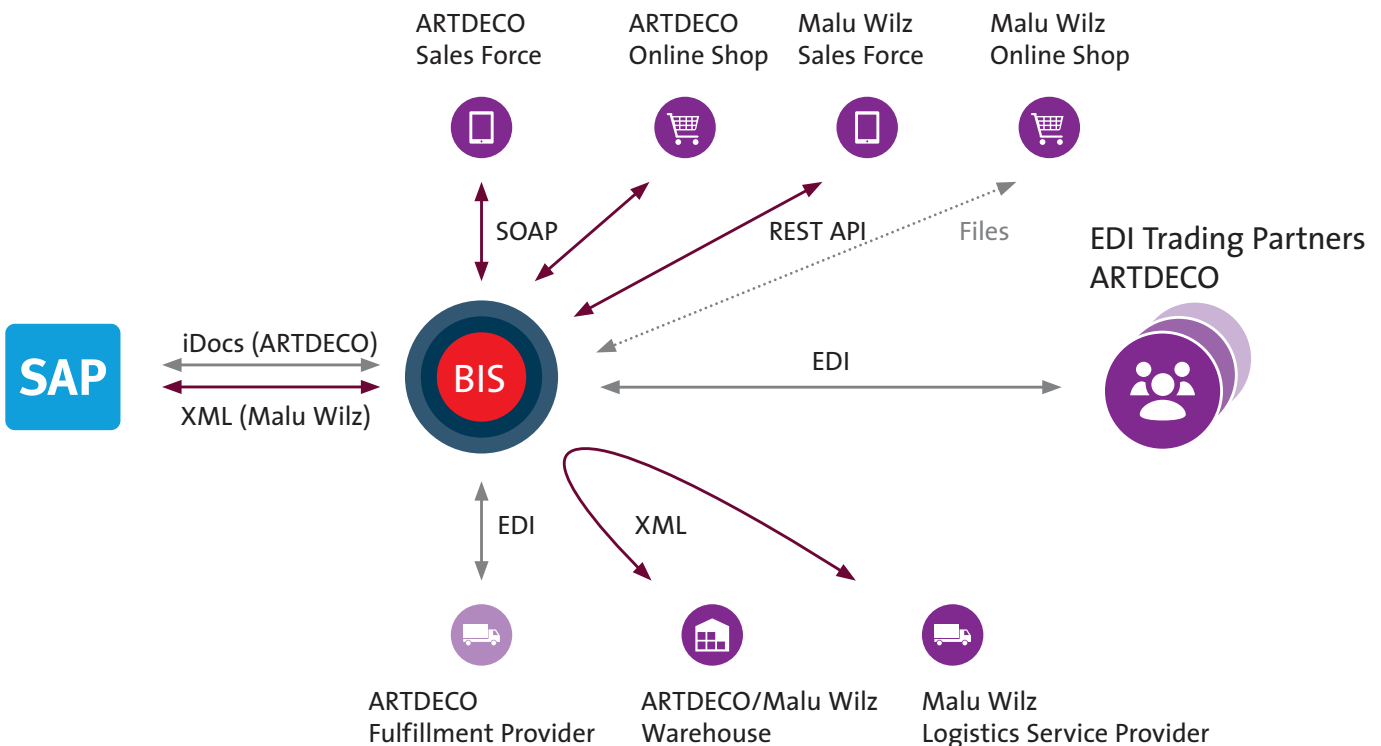 ARTDECO
Sales Force
ARTDECO
Online Shop
Malu Wilz
Sales Force
Malu Wilz
Online Shop
SOAP
REST API
Files
EDI Trading Partners
ARTDECO
SAP
iDocs (ARTDECO)
XML (Malu Wilz)
BIS
EDI
EDI
XML
ARTDECO
Fulfillment Provider
ARTDECO/Malu Wilz
Warehouse
Malu Wilz
Logistics Service Provider